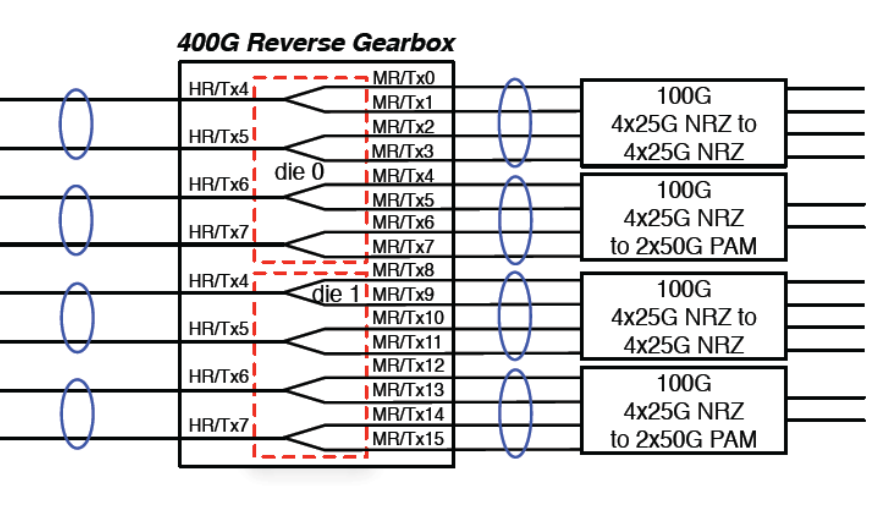 400G Reverse Gearbox
HR/Tx4
MR/Tx0
MR/Tx1
HR/Tx5
MR/Tx2
MR/Tx3
die 0
HR/Tx6
MR/Tx4
MR/Tx5
HR/Tx7
MR/Tx6
MR/Tx7
HR/Tx4
MR/Tx8
die 1
MR/Tx9
HR/Tx5
MR/Tx10
MR/Tx11
HR/Tx6
MR/Tx12
MR/Tx13
HR/Tx7
MR/Tx14
MR/Tx15
100G
4x25G NRZ to
4x25G NRZ
100G
4x25G NRZ
to 2x50G PAM
100G
4x25G NRZ to
4x25G NRZ
100G
4x25G NRZ
to 2x50G PAM